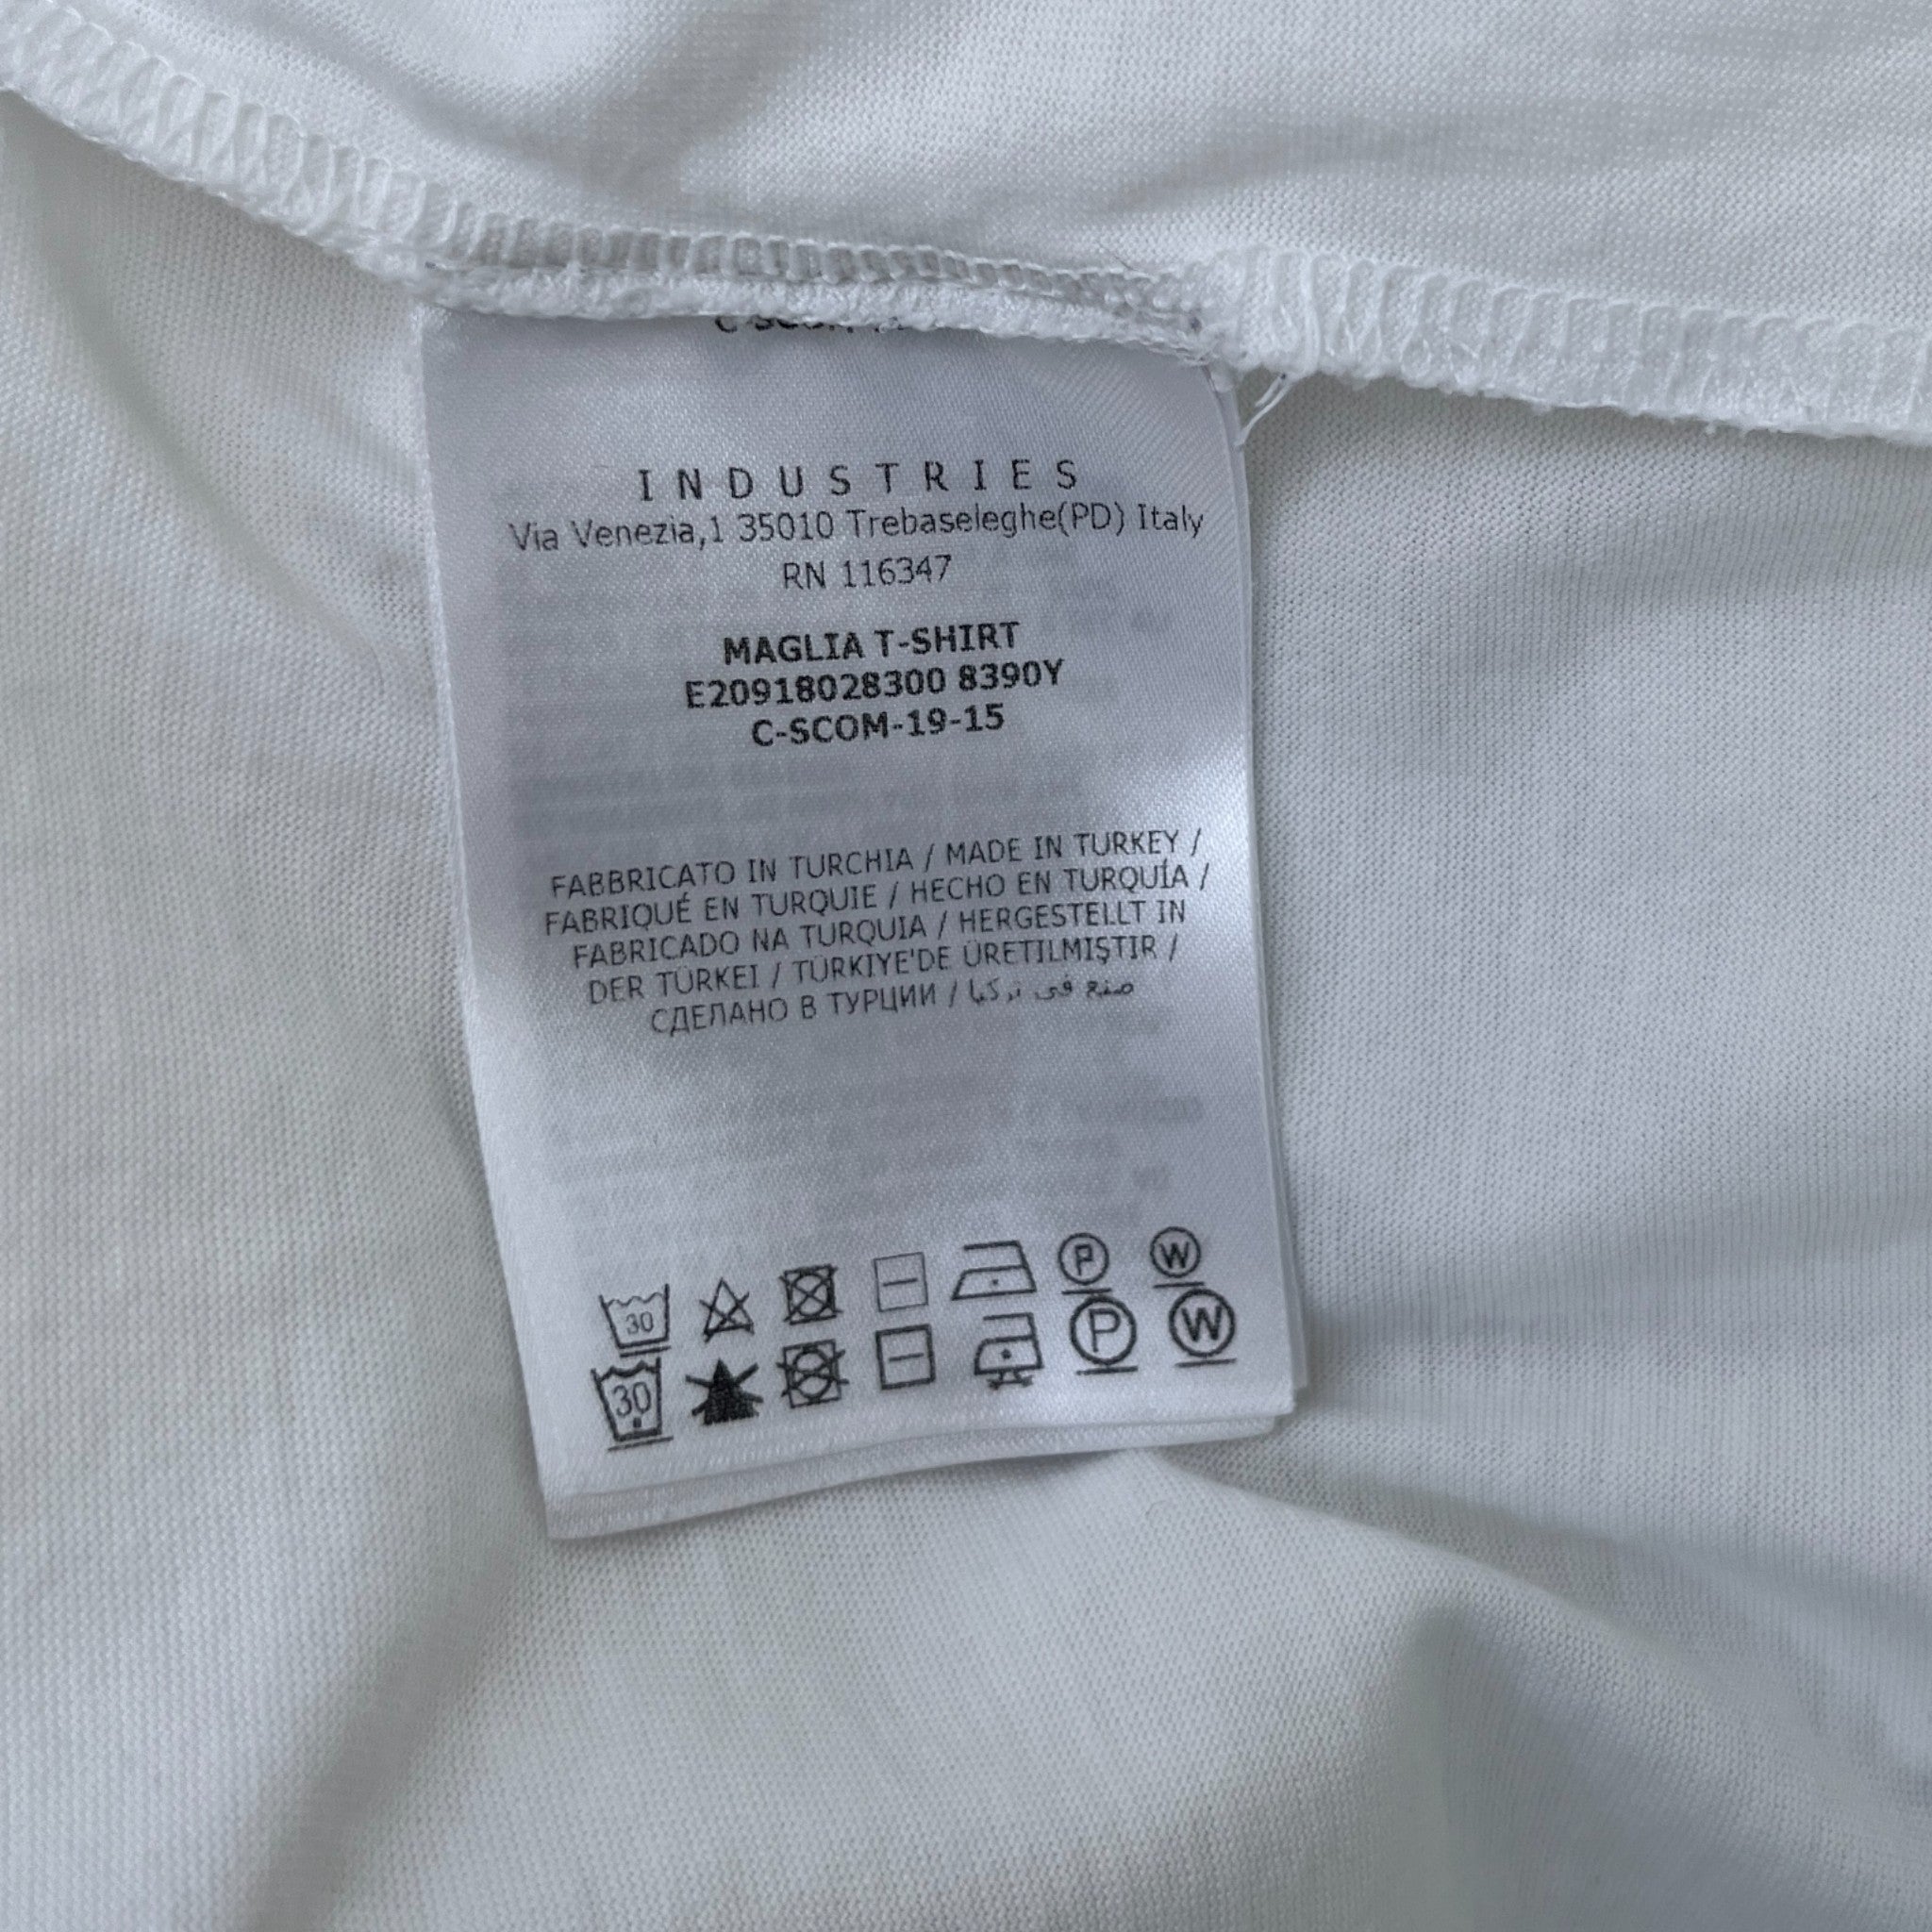 INDUSTRIES
Via Venezia,1 35010 Trebaseleghe(PD) Italy
RN 116347
MAGLIA T-SHIRT
E20918028300 8390Y
C-SCOM-19-15
FABBRICATO IN TURCHIA / MADE IN TURKEY /
FABRIQUÉ EN TURQUIE / HECHO EN TURQUÍA /
FABRICADO NA TURQUIA / HERGESTELLT IN
DER TÜRKEI / TÜRKIYE'DE ÜRETILMIŞTIR /
СДЕЛАНО В ТУРЦИИ / صنع في تركيا
30 P W
30 P W